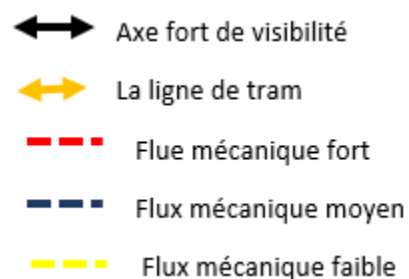 Axe fort de visibilité
La ligne de tram
Flue mécanique fort
Flux mécanique moyen
Flux mécanique faible